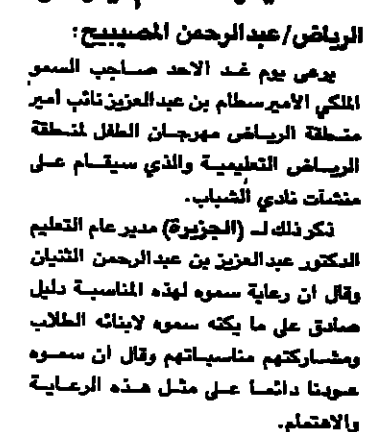 الرياض/عبدالرحمن المصيبيح:
يرعى يوم غد الاحد صاحب السمو
الملكي الأمير سطام بن عبدالعزيز نائب أمير
منطقة الرياض مهرجان الطفل لمنطقة
الرياض التعليمية والذي سيقام على
منشآت نادي الشباب.
ذكر ذلك لـ (الجزيرة) مدير عام التعليم
الدكتور عبدالعزيز بن عبدالرحمن الثنيان
وقال ان رعاية سموه لهذه المناسبة دليل
صادق على ما يكنه سموه لابنائه الطلاب
ومشاركتهم مناسباتهم وقال ان سموه
عودنا دائما على مثل هذه الرعاية
والاهتمام.